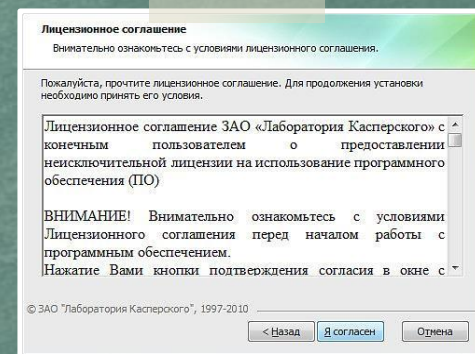 Лицензионное соглашение
Внимательно ознакомьтесь с условиями лицензионного соглашения.
Пожалуйста, прочтите лицензионное соглашение. Для продолжения установки
необходимо принять его условия.
Лицензионное соглашение ЗАО «Лаборатория Касперского» с
конечным пользователем о предоставлении
неисключительной лицензии на использование программного
обеспечения (ПО)
ВНИМАНИЕ! Внимательно ознакомьтесь с условиями
Лицензионного соглашения перед началом работы с
программным обеспечением.
Нажатие Вами кнопки подтверждения согласия в окне с
© ЗАО "Лаборатория Касперского", 1997-2010
< Назад Я согласен Отмена